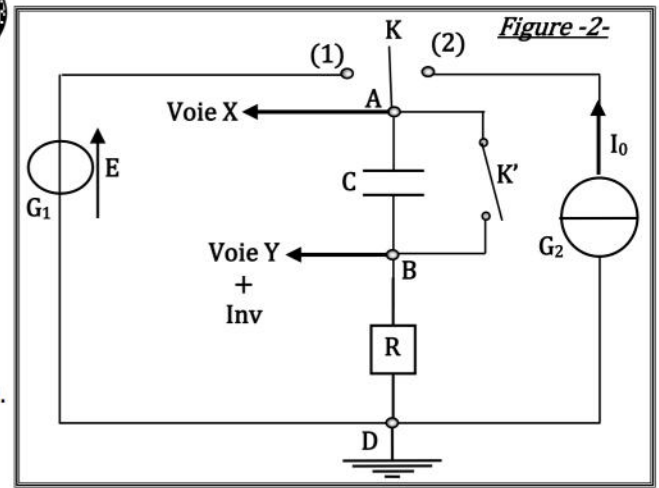 Figure -2-
K
(1)
(2)
Voie X
A
I₀
E
C
K'
G₁
G₂
Voie Y
+
Inv
B
R
D